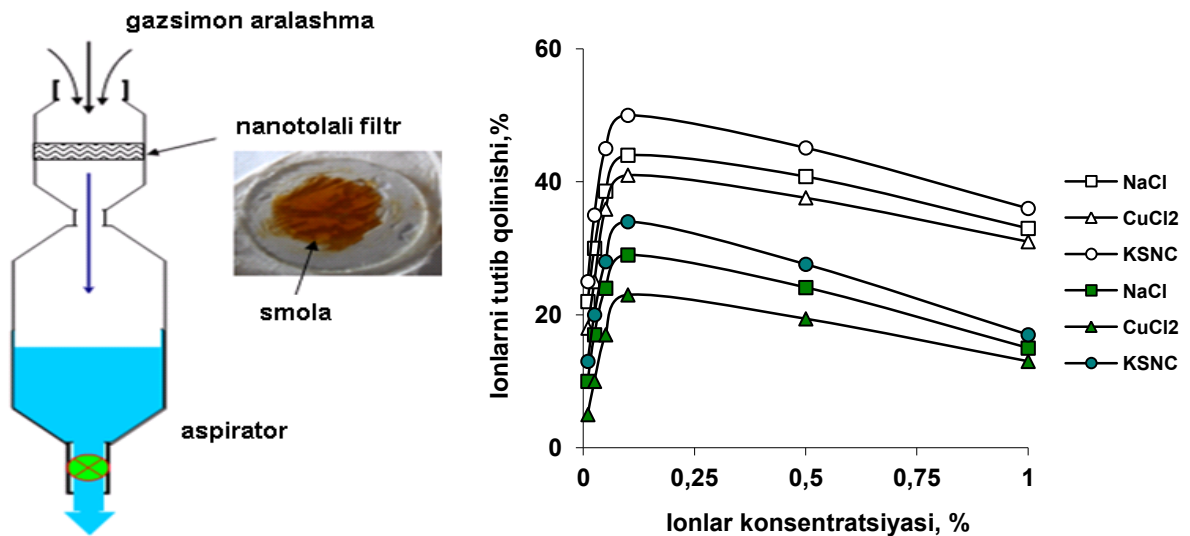 gazsimon aralashma
nanotolali filtr
smola
aspirator
Ionlarni tutib qolinishi,%
60
40
20
0
0
0,25
0,5
0,75
1
Ionlar konsentratsiyasi, %
NaCl
CuCl2
KSNC
NaCl
CuCl2
KSNC